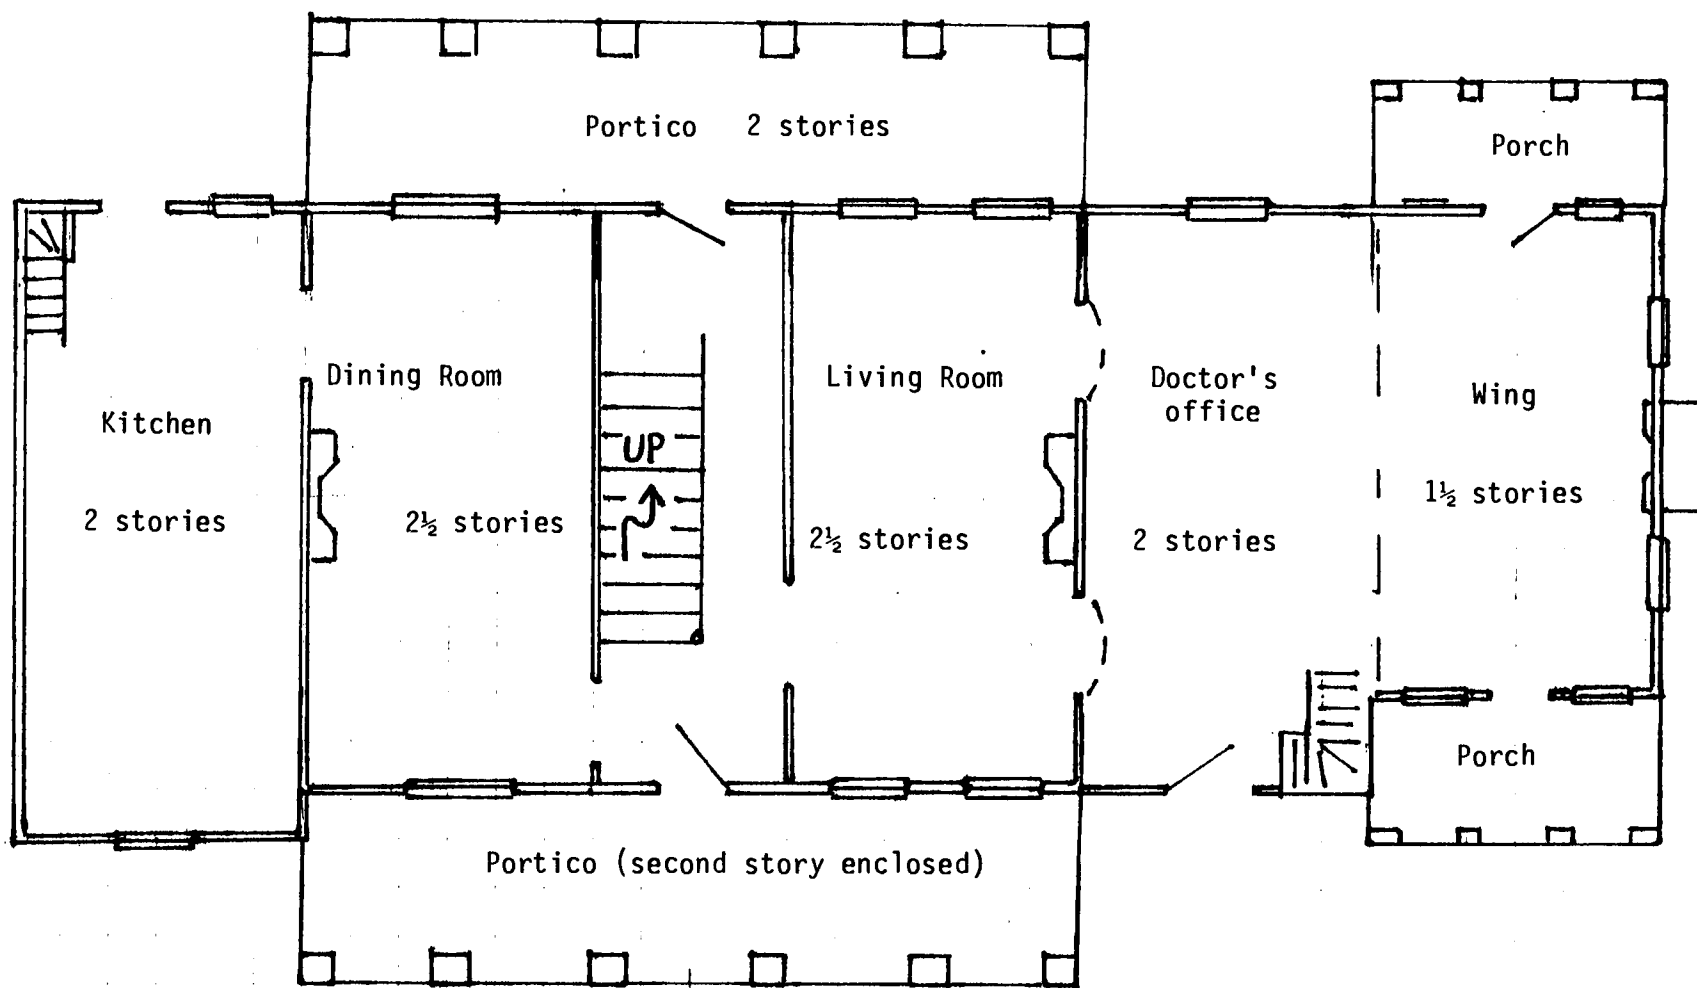 Portico 2 stories
Porch
Dining Room
Living Room
Doctor's
office
Wing
Kitchen
UP
1½ stories
2 stories
2½ stories
2½ stories
2 stories
Porch
Portico (second story enclosed)